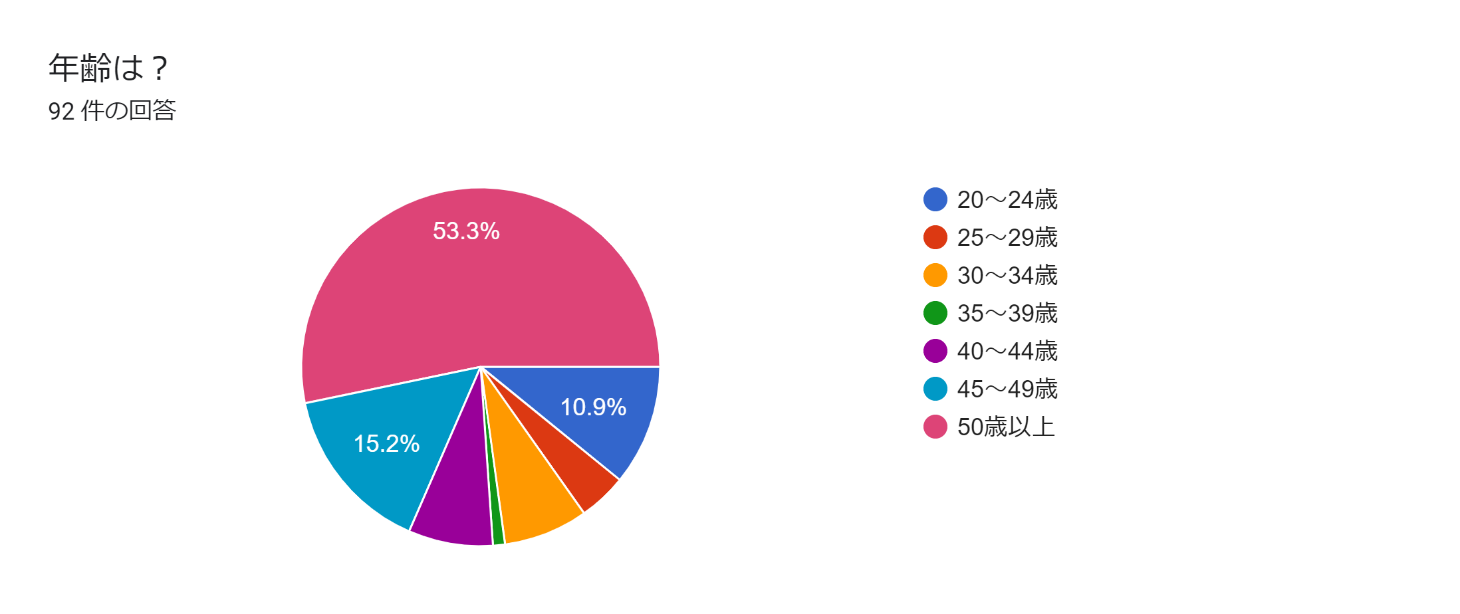 年齢は？
92 件の回答
53.3%
10.9%
15.2%
20～24歳
25～29歳
30～34歳
35～39歳
40～44歳
45～49歳
50歳以上